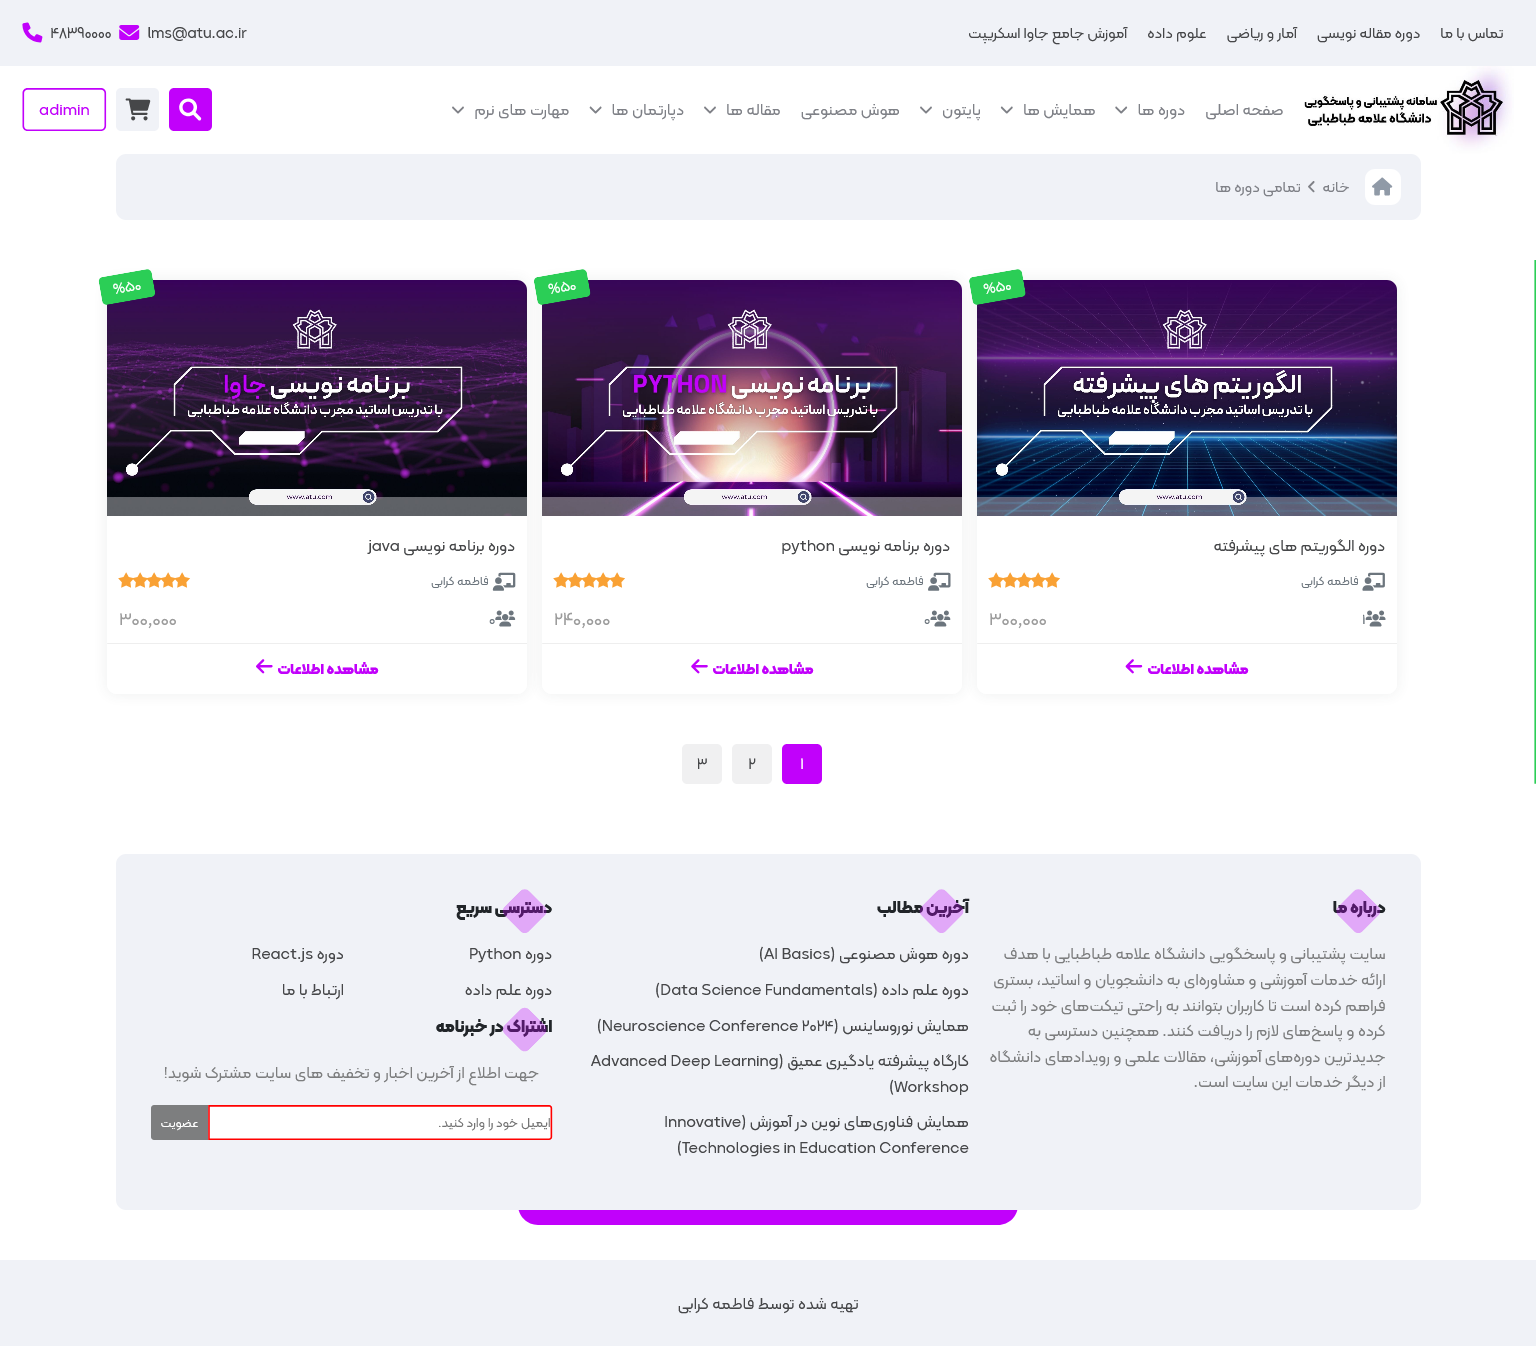 تماس با ما
دوره مقاله نویسی
آمار و ریاضی
علوم داده
آموزش جامع جاوا اسکریپت
lms@atu.ac.ir
۴۸۳۹۰۰۰۰
سامانه پشتیبانی و پاسخگویی
دانشگاه علامه طباطبایی
صفحه اصلی
دوره ها
همایش ها
پایتون
هوش مصنوعی
مقاله ها
دپارتمان ها
مهارت های نرم
adimin
خانه
تمامی دوره ها
%۵۰
الگوریتم های پیشرفته
با تدریس اساتید مجرب دانشگاه علامه طباطبایی
www.atu.com
دوره الگوریتم های پیشرفته
فاطمه کرابی
۱
۳۰۰,۰۰۰
مشاهده اطلاعات
%۵۰
برنامه نویسی PYTHON
با تدریس اساتید مجرب دانشگاه علامه طباطبایی
www.atu.com
دوره برنامه نویسی python
فاطمه کرابی
۰
۲۴۰,۰۰۰
مشاهده اطلاعات
%۵۰
برنامه نویسی جاوا
با تدریس اساتید مجرب دانشگاه علامه طباطبایی
www.atu.com
دوره برنامه نویسی java
فاطمه کرابی
۰
۳۰۰,۰۰۰
مشاهده اطلاعات
۱
۲
۳
درباره ما
سایت پشتیبانی و پاسخگویی دانشگاه علامه طباطبایی با هدف
ارائه خدمات آموزشی و مشاوره‌ای به دانشجویان و اساتید، بستری
فراهم کرده است تا کاربران بتوانند به راحتی تیکت‌های خود را ثبت
کرده و پاسخ‌های لازم را دریافت کنند. همچنین دسترسی به
جدیدترین دوره‌های آموزشی، مقالات علمی و رویدادهای دانشگاه
از دیگر خدمات این سایت است.
آخرین مطالب
دوره هوش مصنوعی (AI Basics)
دوره علم داده (Data Science Fundamentals)
همایش نوروساینس (Neuroscience Conference ۲۰۲۴)
کارگاه پیشرفته یادگیری عمیق (Advanced Deep Learning
Workshop)
همایش فناوری‌های نوین در آموزش (Innovative
Technologies in Education Conference)
دسترسی سریع
دوره Python
دوره React.js
دوره علم داده
ارتباط با ما
اشتراک در خبرنامه
جهت اطلاع از آخرین اخبار و تخفیف های سایت مشترک شوید!
ایمیل خود را وارد کنید.
عضویت
تهیه شده توسط فاطمه کرابی